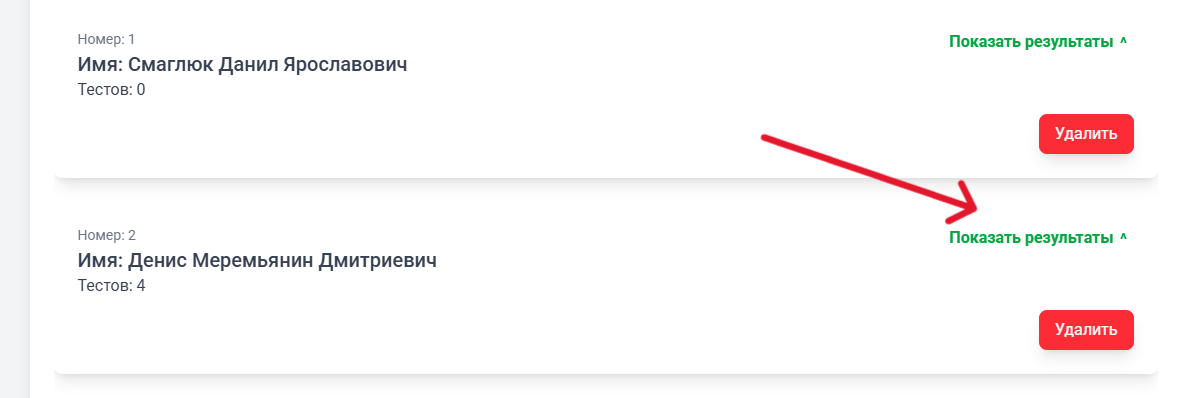 Номер: 1
Показать результаты ^
Имя: Смаглюк Данил Ярославович
Тестов: 0
Удалить
Номер: 2
Показать результаты ^
Имя: Денис Меремьянин Дмитриевич
Тестов: 4
Удалить